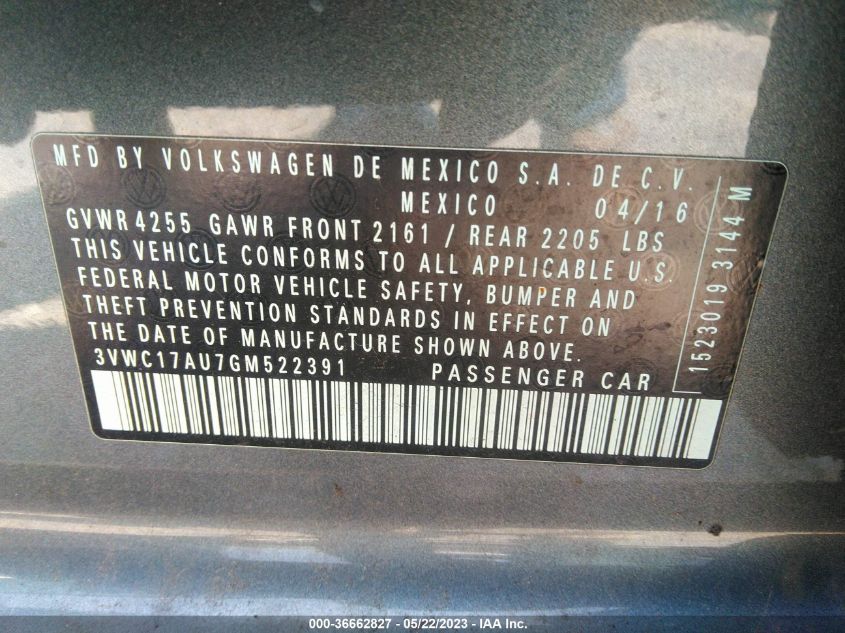 MFD BY VOLKSWAGEN DE MEXICO S.A. DE C.V.
MEXICO 04/16
GVWR 4255 GAWR FRONT 2161 / REAR 2205 LBS
THIS VEHICLE CONFORMS TO ALL APPLICABLE U.S.
FEDERAL MOTOR VEHICLE SAFETY, BUMPER AND
THEFT PREVENTION STANDARDS IN EFFECT ON
THE DATE OF MANUFACTURE SHOWN ABOVE.
3VWC17AU7GM522391 PASSENGER CAR
1523019 3144 M
000-36662827 - 05/22/2023 - IAA Inc.